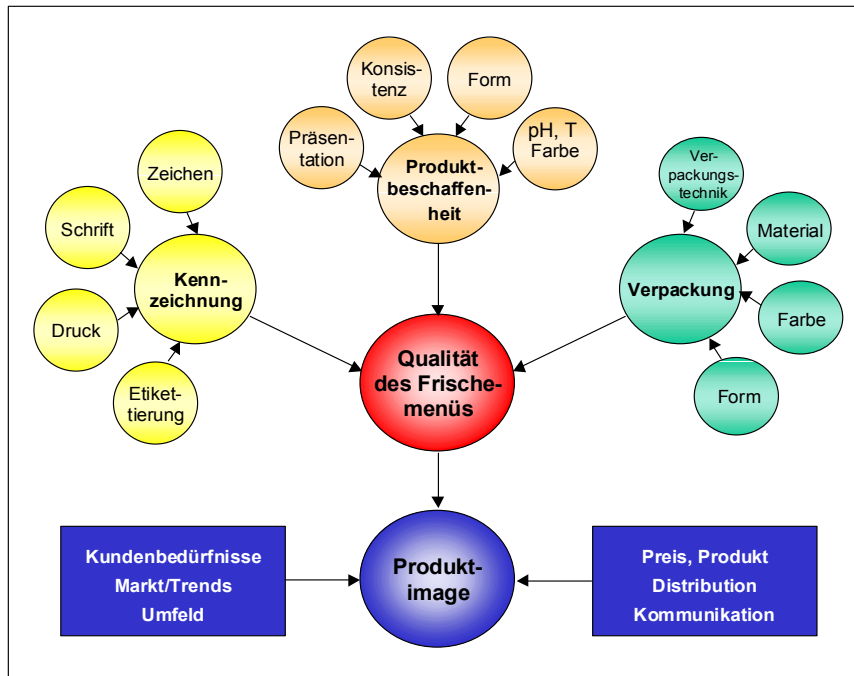 Konsis-
tenz
Form
Präsen-
tation
pH, T
Farbe
Produkt-
beschaffen-
heit
Zeichen
Schrift
Kenn-
zeichnung
Druck
Etiket-
tierung
Ver-
packungs-
technik
Material
Verpackung
Farbe
Form
Qualität
des Frische-
menüs
Kundenbedürfnisse
Markt/Trends
Umfeld
Produkt-
image
Preis, Produkt
Distribution
Kommunikation